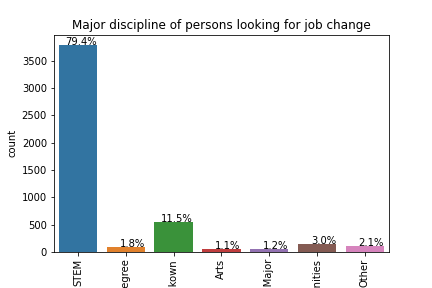 Major discipline of persons looking for job change
count
3500
3000
2500
2000
1500
1000
500
0
79.4%
1.8%
11.5%
1.1%
1.2%
3.0%
2.1%
STEM
egree
kown
Arts
Major
nities
Other